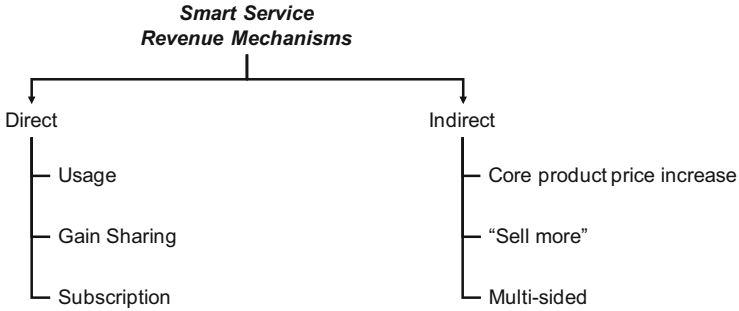 Smart Service
Revenue Mechanisms
Direct
Indirect
Usage
Core product price increase
Gain Sharing
“Sell more”
Subscription
Multi-sided